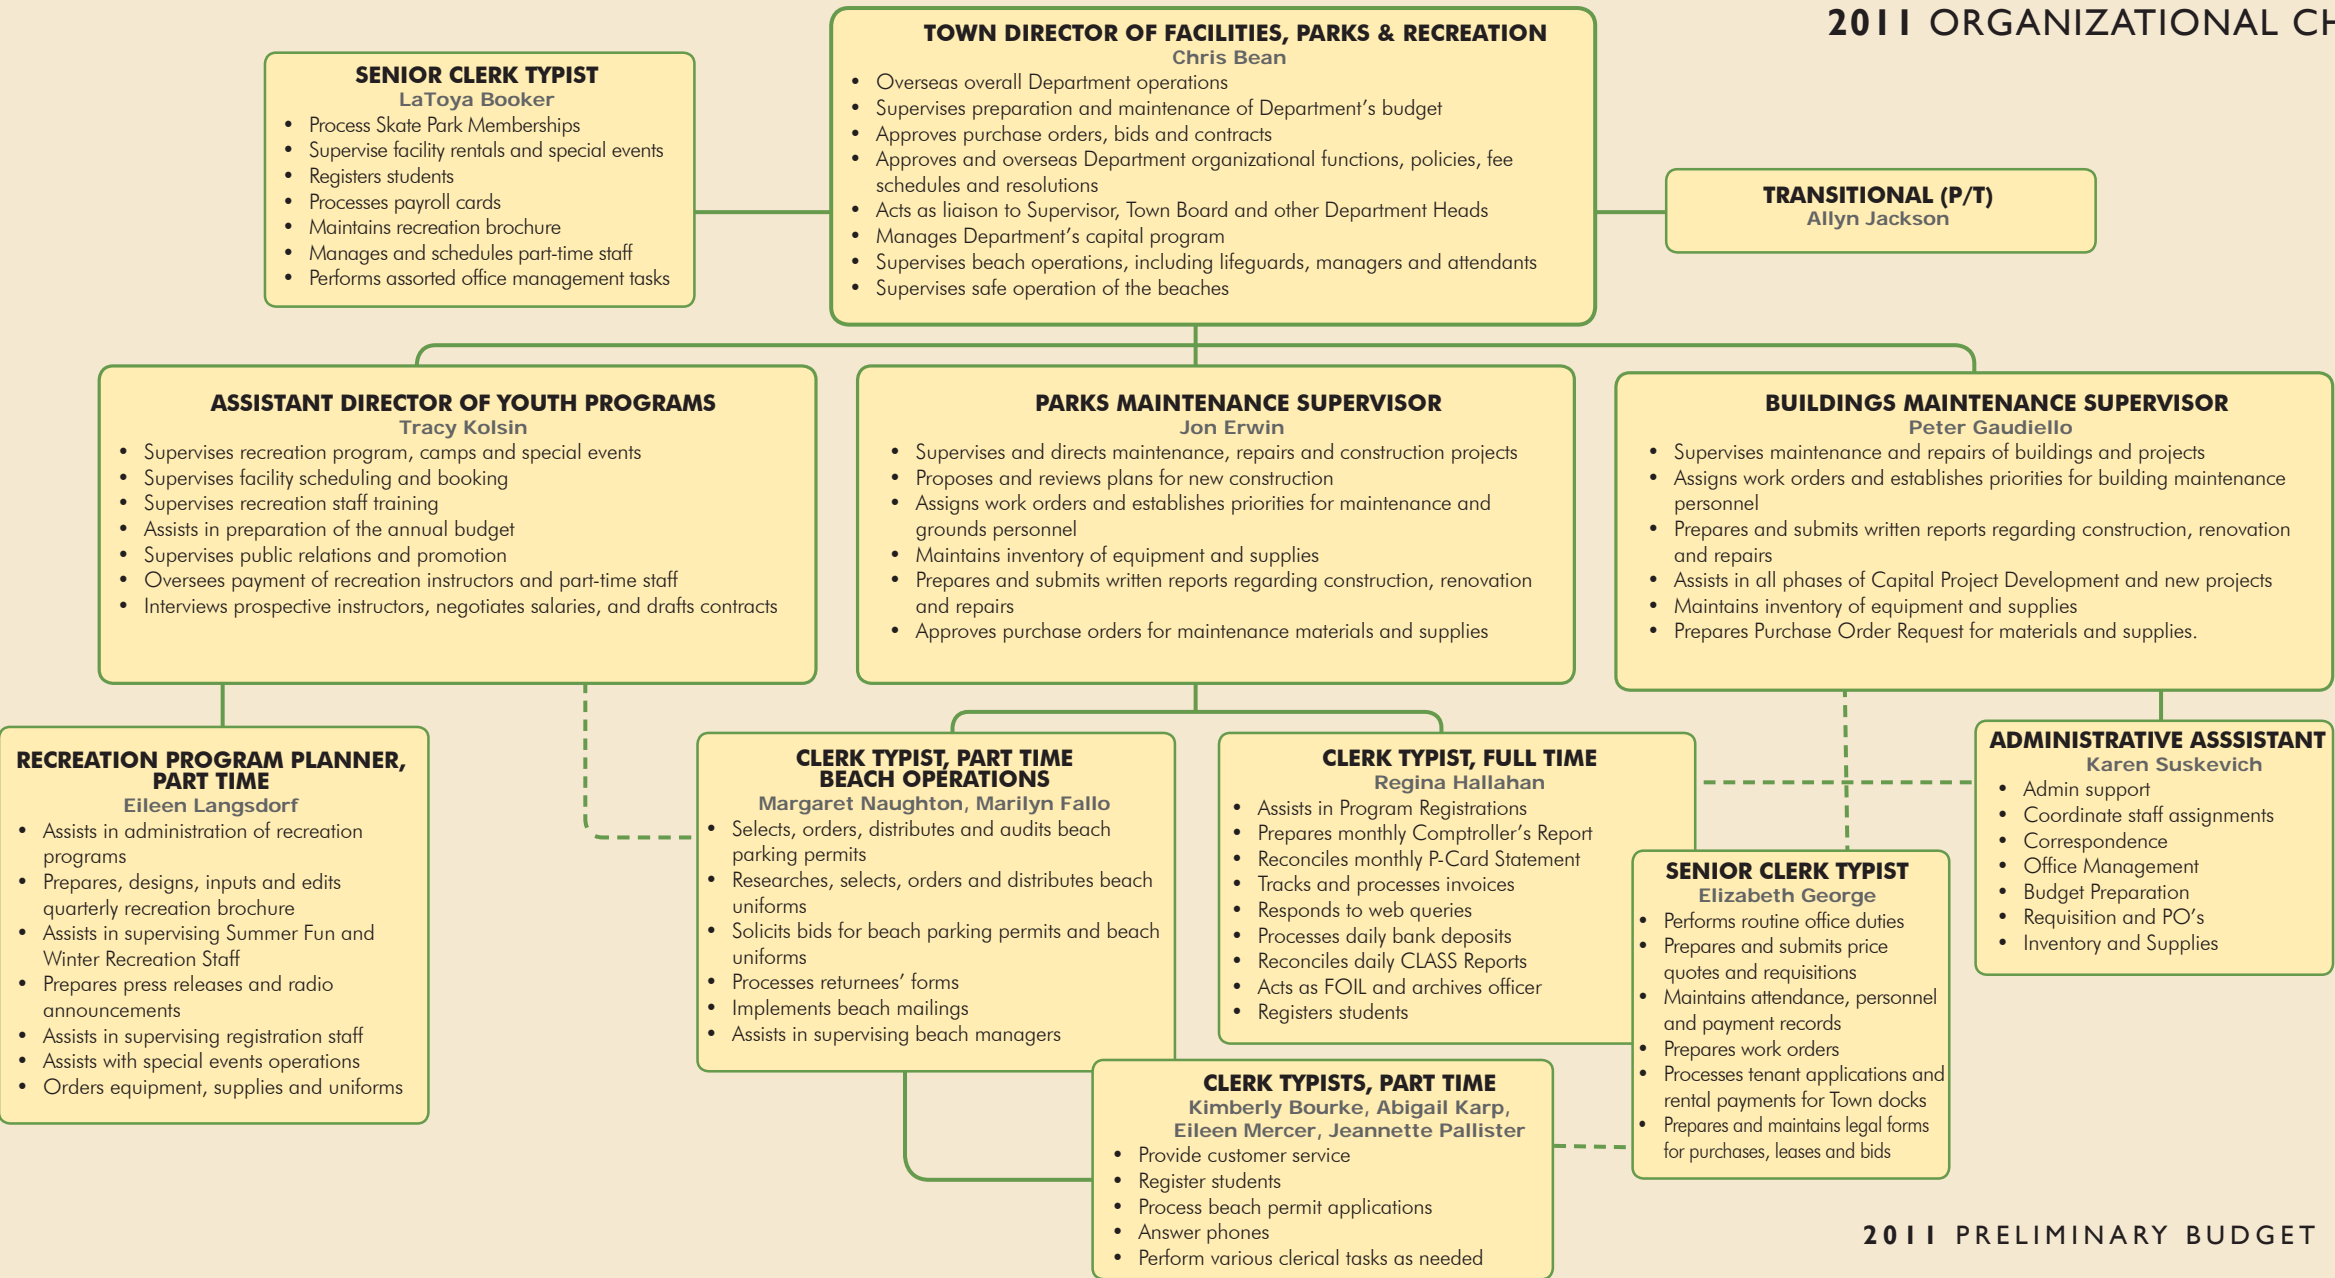 2011 ORGANIZATIONAL CH
TOWN DIRECTOR OF FACILITIES, PARKS & RECREATION
Chris Bean
• Overseas overall Department operations
• Supervises preparation and maintenance of Department's budget
• Approves purchase orders, bids and contracts
• Approves and overseas Department organizational functions, policies, fee
schedules and resolutions
• Acts as liaison to Supervisor, Town Board and other Department Heads
• Manages Department's capital program
• Supervises beach operations, including lifeguards, managers and attendants
• Supervises safe operation of the beaches
SENIOR CLERK TYPIST
LaToya Booker
• Process Skate Park Memberships
• Supervise facility rentals and special events
• Registers students
• Processes payroll cards
• Maintains recreation brochure
• Manages and schedules part-time staff
• Performs assorted office management tasks
TRANSITIONAL (P/T)
Allyn Jackson
ASSISTANT DIRECTOR OF YOUTH PROGRAMS
Tracy Kolsin
• Supervises recreation program, camps and special events
• Supervises facility scheduling and booking
• Supervises recreation staff training
• Assists in preparation of the annual budget
• Supervises public relations and promotion
• Oversees payment of recreation instructors and part-time staff
• Interviews prospective instructors, negotiates salaries, and drafts contracts
PARKS MAINTENANCE SUPERVISOR
Jon Erwin
• Supervises and directs maintenance, repairs and construction projects
• Proposes and reviews plans for new construction
• Assigns work orders and establishes priorities for maintenance and
grounds personnel
• Maintains inventory of equipment and supplies
• Prepares and submits written reports regarding construction, renovation
and repairs
• Approves purchase orders for maintenance materials and supplies
BUILDINGS MAINTENANCE SUPERVISOR
Peter Gaudiello
• Supervises maintenance and repairs of buildings and projects
• Assigns work orders and establishes priorities for building maintenance
personnel
• Prepares and submits written reports regarding construction, renovation
and repairs
• Assists in all phases of Capital Project Development and new projects
• Maintains inventory of equipment and supplies
• Prepares Purchase Order Request for materials and supplies.
RECREATION PROGRAM PLANNER,
PART TIME
Eileen Langsdorf
• Assists in administration of recreation
programs
• Prepares, designs, inputs and edits
quarterly recreation brochure
• Assists in supervising Summer Fun and
Winter Recreation Staff
• Prepares press releases and radio
announcements
• Assists in supervising registration staff
• Assists with special events operations
• Orders equipment, supplies and uniforms
CLERK TYPIST, PART TIME
BEACH OPERATIONS
Margaret Naughton, Marilyn Fallo
• Selects, orders, distributes and audits beach
parking permits
• Researches, selects, orders and distributes beach
uniforms
• Solicits bids for beach parking permits and beach
uniforms
• Processes returnees' forms
• Implements beach mailings
• Assists in supervising beach managers
CLERK TYPIST, FULL TIME
Regina Hallahan
• Assists in Program Registrations
• Prepares monthly Comptroller's Report
• Reconciles monthly P-Card Statement
• Tracks and processes invoices
• Responds to web queries
• Processes daily bank deposits
• Reconciles daily CLASS Reports
• Acts as FOIL and archives officer
• Registers students
ADMINISTRATIVE ASSSISTANT
Karen Suskevich
• Admin support
• Coordinate staff assignments
• Correspondence
• Office Management
• Budget Preparation
• Requisition and PO's
• Inventory and Supplies
SENIOR CLERK TYPIST
Elizabeth George
• Performs routine office duties
• Prepares and submits price
quotes and requisitions
• Maintains attendance, personnel
and payment records
• Prepares work orders
• Processes tenant applications and
rental payments for Town docks
• Prepares and maintains legal forms
for purchases, leases and bids
CLERK TYPISTS, PART TIME
Kimberly Bourke, Abigail Karp,
Eileen Mercer, Jeannette Pallister
• Provide customer service
• Register students
• Process beach permit applications
• Answer phones
• Perform various clerical tasks as needed
2011 PRELIMINARY BUDGET